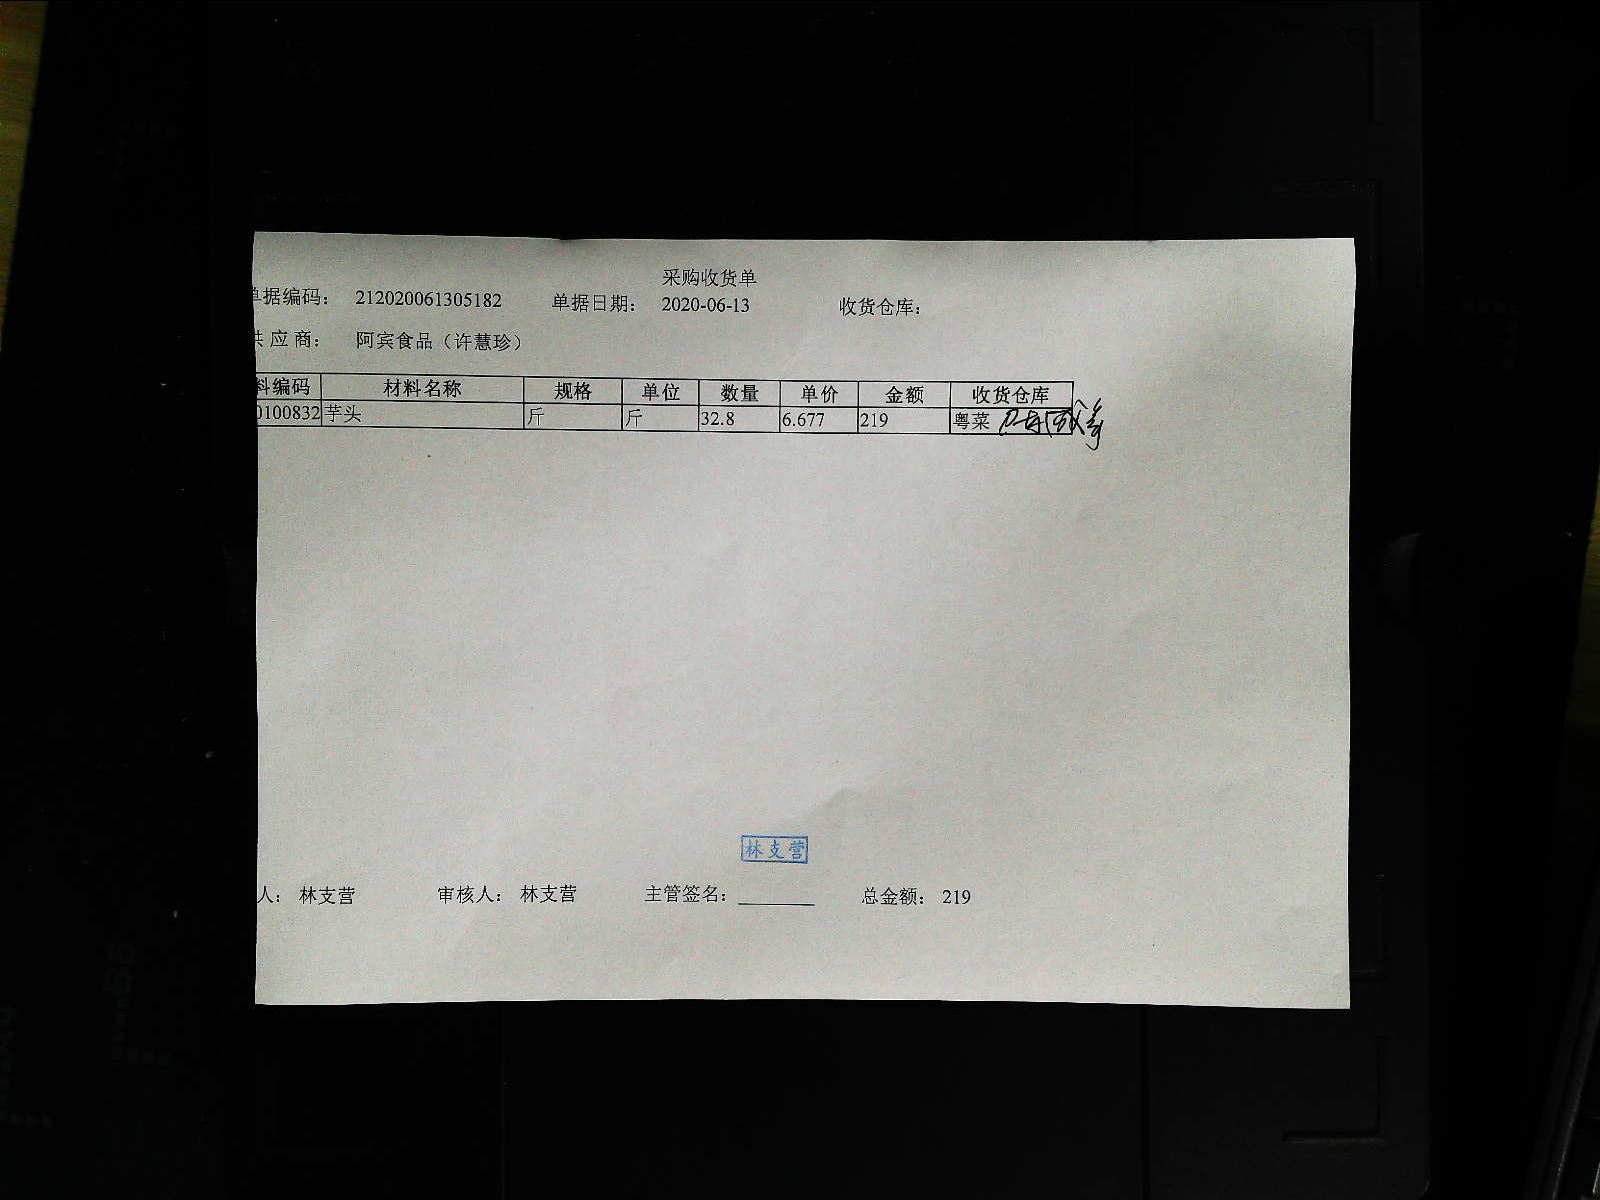 采购收货单
单据编码： 212020061305182 单据日期： 2020-06-13 收货仓库：
供 应 商： 阿宾食品（许慧珍）
料编码 材料名称 规格 单位 数量 单价 金额 收货仓库
0100832 芋头 斤 斤 32.8 6.677 219 粤菜
林支营
人： 林支营 审核人： 林支营 主管签名： 总金额： 219